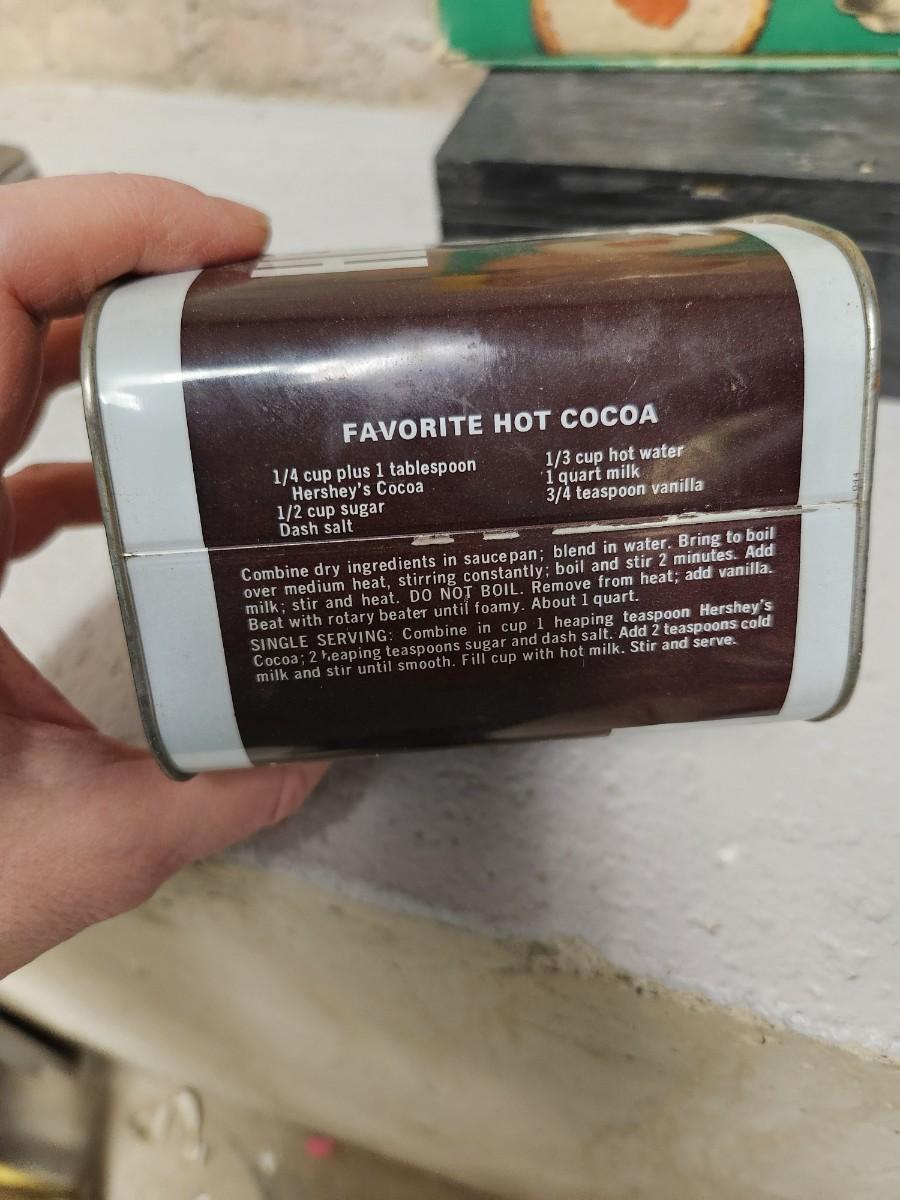 FAVORITE HOT COCOA
1/4 cup plus 1 tablespoon
Hershey's Cocoa
1/2 cup sugar
Dash salt
1/3 cup hot water
1 quart milk
3/4 teaspoon vanilla
Combine dry ingredients in saucepan; blend in water. Bring to boil
over medium heat, stirring constantly; boil and stir 2 minutes. Add
milk; stir and heat. DO NOT BOIL. Remove from heat; add vanilla.
Beat with rotary beater until foamy. About 1 quart.
SINGLE SERVING: Combine in cup 1 heaping teaspoon Hershey's
Cocoa; 2 heaping teaspoons sugar and dash salt. Add 2 teaspoons cold
milk and stir until smooth. Fill cup with hot milk. Stir and serve.